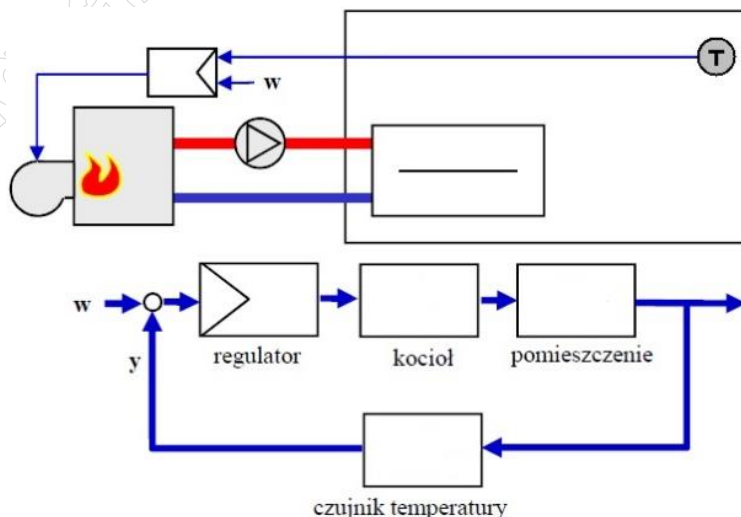 T
w
w
y
regulator
kocioł
pomieszczenie
czujnik temperatury